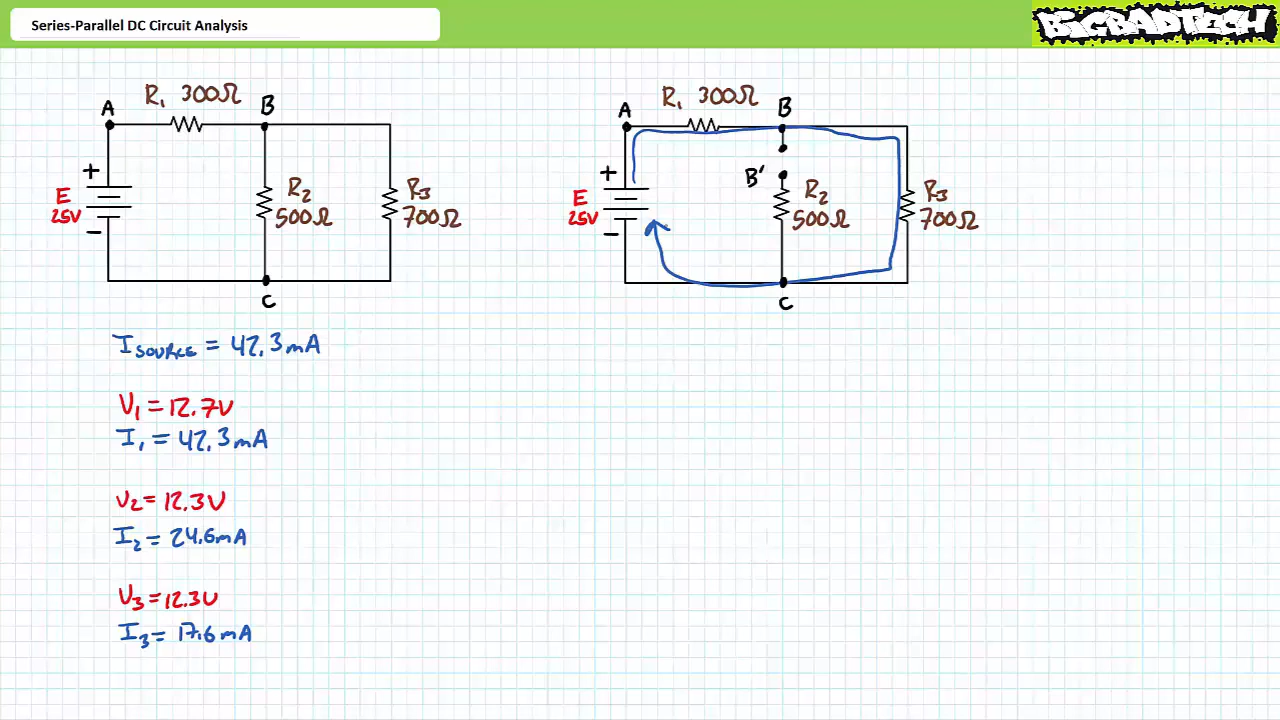 Series-Parallel DC Circuit Analysis
BIGBADTECH
R1 300Ω
A
B
+
E
25V
−
R2
500Ω
R3
700Ω
C
R1 300Ω
A
B
B'
+
E
25V
−
R2
500Ω
R3
700Ω
C
ISOURCE = 42.3mA
V1 = 12.7V
I1 = 42.3mA
V2 = 12.3V
I2 = 24.6mA
V3 = 12.3V
I3 = 17.6mA